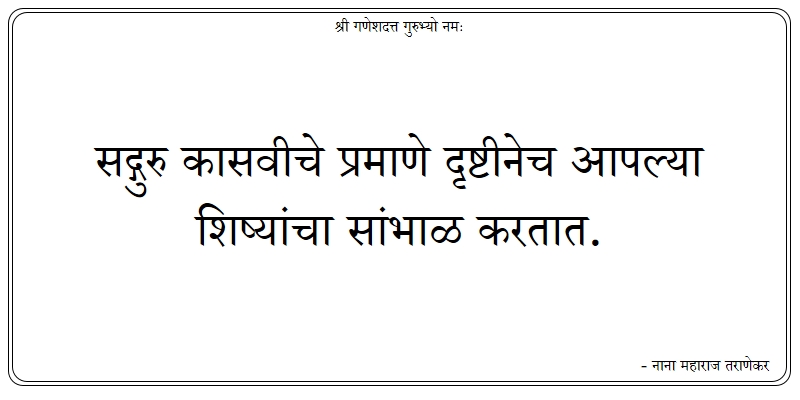 श्री गणेशदत्त गुरुभ्यो नमः
सद्गुरु कासवीचे प्रमाणे दृष्टीनेच आपल्या
शिष्यांचा सांभाळ करतात.
- नाना महाराज तराणेकर